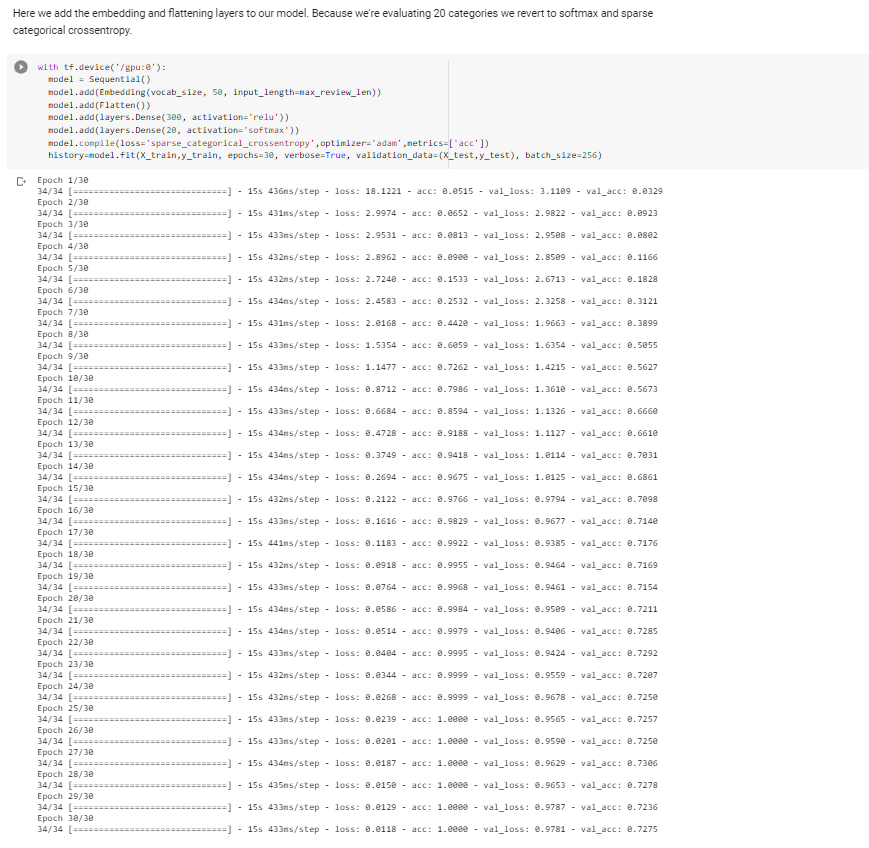 Here we add the embedding and flattening layers to our model. Because we're evaluating 20 categories we revert to softmax and sparse
categorical crossentropy.
with tf.device('/gpu:0'):
model = Sequential()
model.add(Embedding(vocab_size, 50, input_length=max_review_len))
model.add(Flatten())
model.add(layers.Dense(300, activation='relu'))
model.add(layers.Dense(20, activation='softmax'))
model.compile(loss='sparse_categorical_crossentropy',optimizer='adam',metrics=['acc'])
history=model.fit(X_train,y_train, epochs=30, verbose=True, validation_data=(X_test,y_test), batch_size=256)
Epoch 1/30
34/34 [==============================] - 15s 436ms/step - loss: 18.1221 - acc: 0.0515 - val_loss: 3.1109 - val_acc: 0.0329
Epoch 2/30
34/34 [==============================] - 15s 431ms/step - loss: 2.9974 - acc: 0.0652 - val_loss: 2.9822 - val_acc: 0.0923
Epoch 3/30
34/34 [==============================] - 15s 433ms/step - loss: 2.9531 - acc: 0.0813 - val_loss: 2.9508 - val_acc: 0.0802
Epoch 4/30
34/34 [==============================] - 15s 432ms/step - loss: 2.8962 - acc: 0.0900 - val_loss: 2.8509 - val_acc: 0.1166
Epoch 5/30
34/34 [==============================] - 15s 432ms/step - loss: 2.7240 - acc: 0.1533 - val_loss: 2.6713 - val_acc: 0.1828
Epoch 6/30
34/34 [==============================] - 15s 434ms/step - loss: 2.4583 - acc: 0.2532 - val_loss: 2.3258 - val_acc: 0.3121
Epoch 7/30
34/34 [==============================] - 15s 431ms/step - loss: 2.0168 - acc: 0.4420 - val_loss: 1.9663 - val_acc: 0.3899
Epoch 8/30
34/34 [==============================] - 15s 433ms/step - loss: 1.5354 - acc: 0.6059 - val_loss: 1.6354 - val_acc: 0.5055
Epoch 9/30
34/34 [==============================] - 15s 433ms/step - loss: 1.1477 - acc: 0.7262 - val_loss: 1.4215 - val_acc: 0.5627
Epoch 10/30
34/34 [==============================] - 15s 434ms/step - loss: 0.8712 - acc: 0.7986 - val_loss: 1.3610 - val_acc: 0.5673
Epoch 11/30
34/34 [==============================] - 15s 433ms/step - loss: 0.6684 - acc: 0.8594 - val_loss: 1.1326 - val_acc: 0.6660
Epoch 12/30
34/34 [==============================] - 15s 434ms/step - loss: 0.4728 - acc: 0.9188 - val_loss: 1.1127 - val_acc: 0.6610
Epoch 13/30
34/34 [==============================] - 15s 434ms/step - loss: 0.3749 - acc: 0.9418 - val_loss: 1.0114 - val_acc: 0.7031
Epoch 14/30
34/34 [==============================] - 15s 434ms/step - loss: 0.2694 - acc: 0.9675 - val_loss: 1.0125 - val_acc: 0.6861
Epoch 15/30
34/34 [==============================] - 15s 432ms/step - loss: 0.2122 - acc: 0.9766 - val_loss: 0.9794 - val_acc: 0.7098
Epoch 16/30
34/34 [==============================] - 15s 433ms/step - loss: 0.1616 - acc: 0.9829 - val_loss: 0.9677 - val_acc: 0.7140
Epoch 17/30
34/34 [==============================] - 15s 441ms/step - loss: 0.1183 - acc: 0.9922 - val_loss: 0.9385 - val_acc: 0.7176
Epoch 18/30
34/34 [==============================] - 15s 432ms/step - loss: 0.0918 - acc: 0.9955 - val_loss: 0.9464 - val_acc: 0.7169
Epoch 19/30
34/34 [==============================] - 15s 433ms/step - loss: 0.0764 - acc: 0.9968 - val_loss: 0.9461 - val_acc: 0.7154
Epoch 20/30
34/34 [==============================] - 15s 434ms/step - loss: 0.0586 - acc: 0.9984 - val_loss: 0.9509 - val_acc: 0.7211
Epoch 21/30
34/34 [==============================] - 15s 434ms/step - loss: 0.0514 - acc: 0.9979 - val_loss: 0.9406 - val_acc: 0.7285
Epoch 22/30
34/34 [==============================] - 15s 433ms/step - loss: 0.0404 - acc: 0.9995 - val_loss: 0.9424 - val_acc: 0.7292
Epoch 23/30
34/34 [==============================] - 15s 432ms/step - loss: 0.0344 - acc: 0.9999 - val_loss: 0.9559 - val_acc: 0.7207
Epoch 24/30
34/34 [==============================] - 15s 432ms/step - loss: 0.0268 - acc: 0.9999 - val_loss: 0.9678 - val_acc: 0.7250
Epoch 25/30
34/34 [==============================] - 15s 433ms/step - loss: 0.0239 - acc: 1.0000 - val_loss: 0.9565 - val_acc: 0.7257
Epoch 26/30
34/34 [==============================] - 15s 433ms/step - loss: 0.0201 - acc: 1.0000 - val_loss: 0.9590 - val_acc: 0.7250
Epoch 27/30
34/34 [==============================] - 15s 434ms/step - loss: 0.0187 - acc: 1.0000 - val_loss: 0.9629 - val_acc: 0.7306
Epoch 28/30
34/34 [==============================] - 15s 435ms/step - loss: 0.0150 - acc: 1.0000 - val_loss: 0.9653 - val_acc: 0.7278
Epoch 29/30
34/34 [==============================] - 15s 433ms/step - loss: 0.0129 - acc: 1.0000 - val_loss: 0.9787 - val_acc: 0.7236
Epoch 30/30
34/34 [==============================] - 15s 433ms/step - loss: 0.0118 - acc: 1.0000 - val_loss: 0.9781 - val_acc: 0.7275